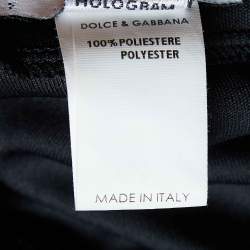 HOLOGRAM
DOLCE & GABBANA
100% POLIESTERE
POLYESTER
MADE IN ITALY